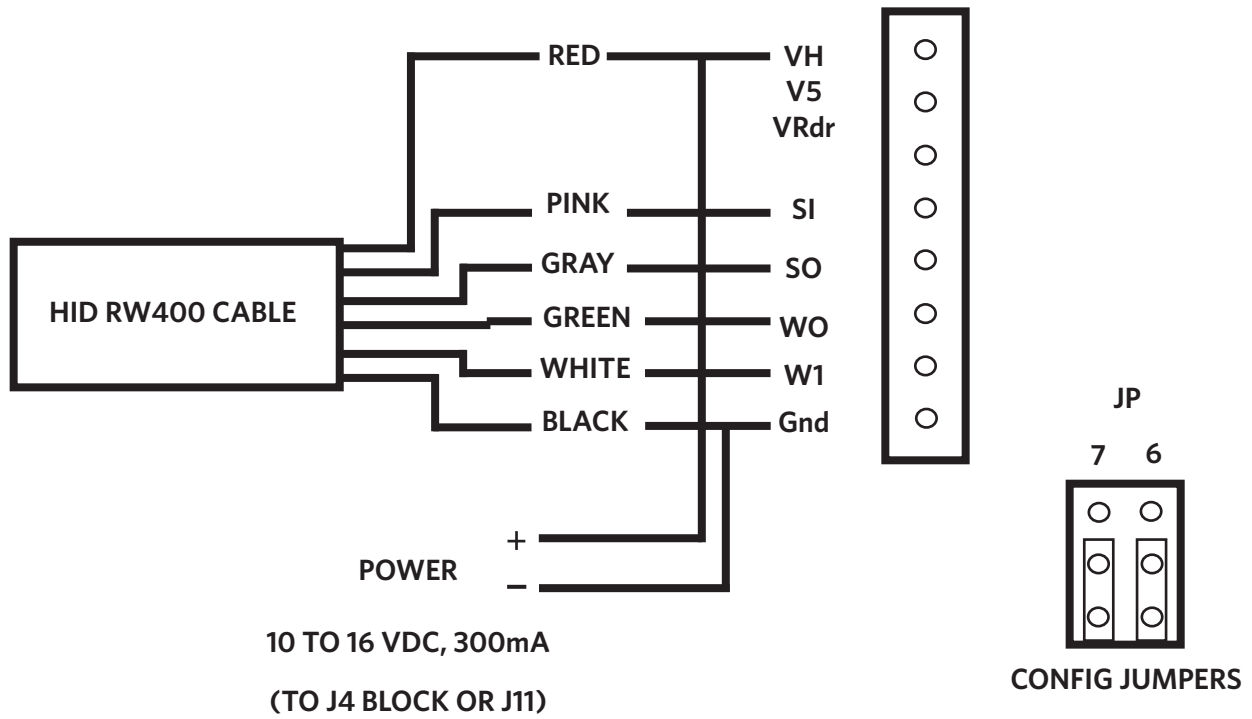 RED VH
V5
VRdr
PINK SI
GRAY SO
HID RW400 CABLE
GREEN WO
WHITE W1
BLACK Gnd
JP
7 6
+
POWER
−
10 TO 16 VDC, 300mA
(TO J4 BLOCK OR J11)
CONFIG JUMPERS